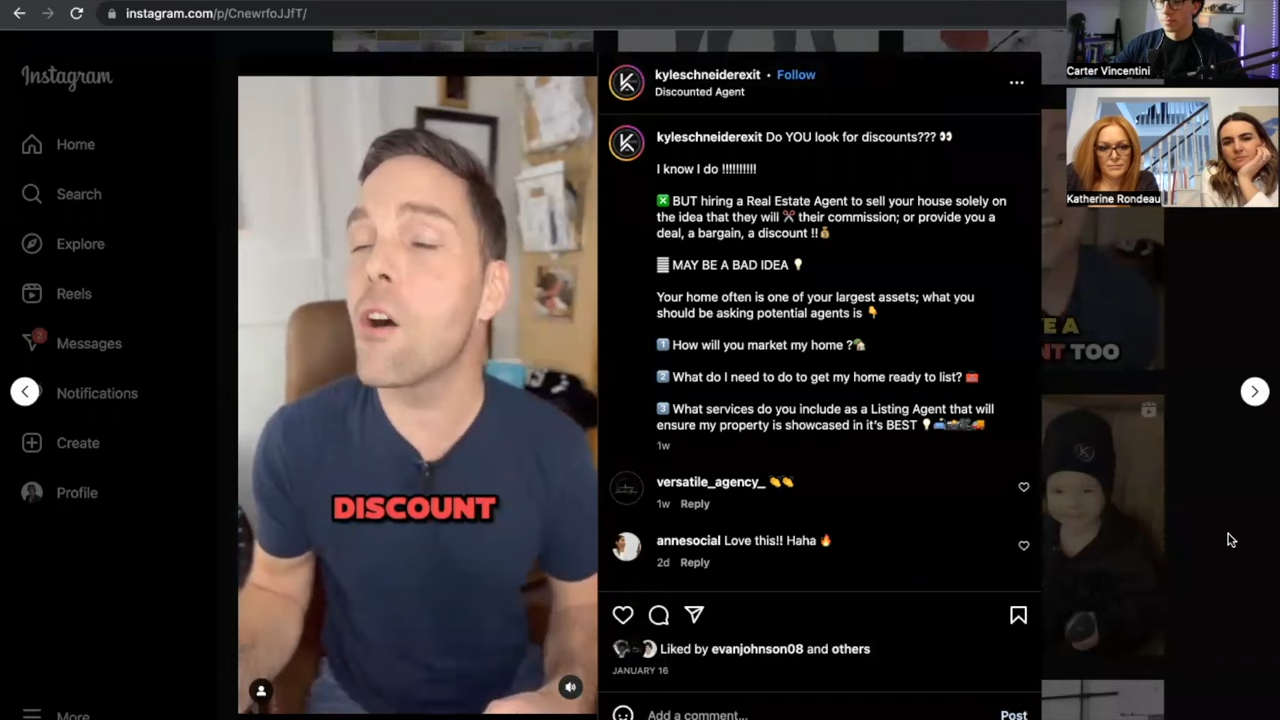 instagram.com/p/CnewrfoJJfT/
Instagram
Home
Search
Explore
Reels
2
Messages
Notifications
Create
Profile
More
DISCOUNT
kyleschneiderexit • Follow
Discounted Agent
kyleschneiderexit Do YOU look for discounts??? 👀
I know I do !!!!!!!!!!
❎ BUT hiring a Real Estate Agent to sell your house solely on
the idea that they will ✂️ their commission; or provide you a
deal, a bargain, a discount !!💰
MAY BE A BAD IDEA 💡
Your home often is one of your largest assets; what you
should be asking potential agents is 👇
1️⃣ How will you market my home ?🏡
2️⃣ What do I need to do to get my home ready to list? 🧰
3️⃣ What services do you include as a Listing Agent that will
ensure my property is showcased in it's BEST 💡🛋️📸🎥🚚
1w
versatile_agency_ 👏👏
1w Reply
annesocial Love this!! Haha 🔥
2d Reply
Liked by evanjohnson08 and others
JANUARY 16
Add a comment...
Post
Carter Vincentini
Katherine Rondeau
E A
NT TOO